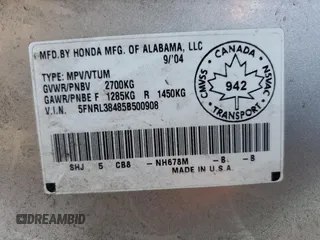 MFD.BY HONDA MFG. OF ALABAMA, LLC
9/'04
TYPE: MPV/VTUM
GVWR/PNBV 2700KG
GAWR/PNBE F 1285KG R 1450KG
V.I.N. 5FNRL38485B500908
CANADA
CMVSS
942
NSVAC
TRANSPORT
SHJ 5 CB8 -NH678M -B -B
MADE IN U.S.A.
DREAMBID